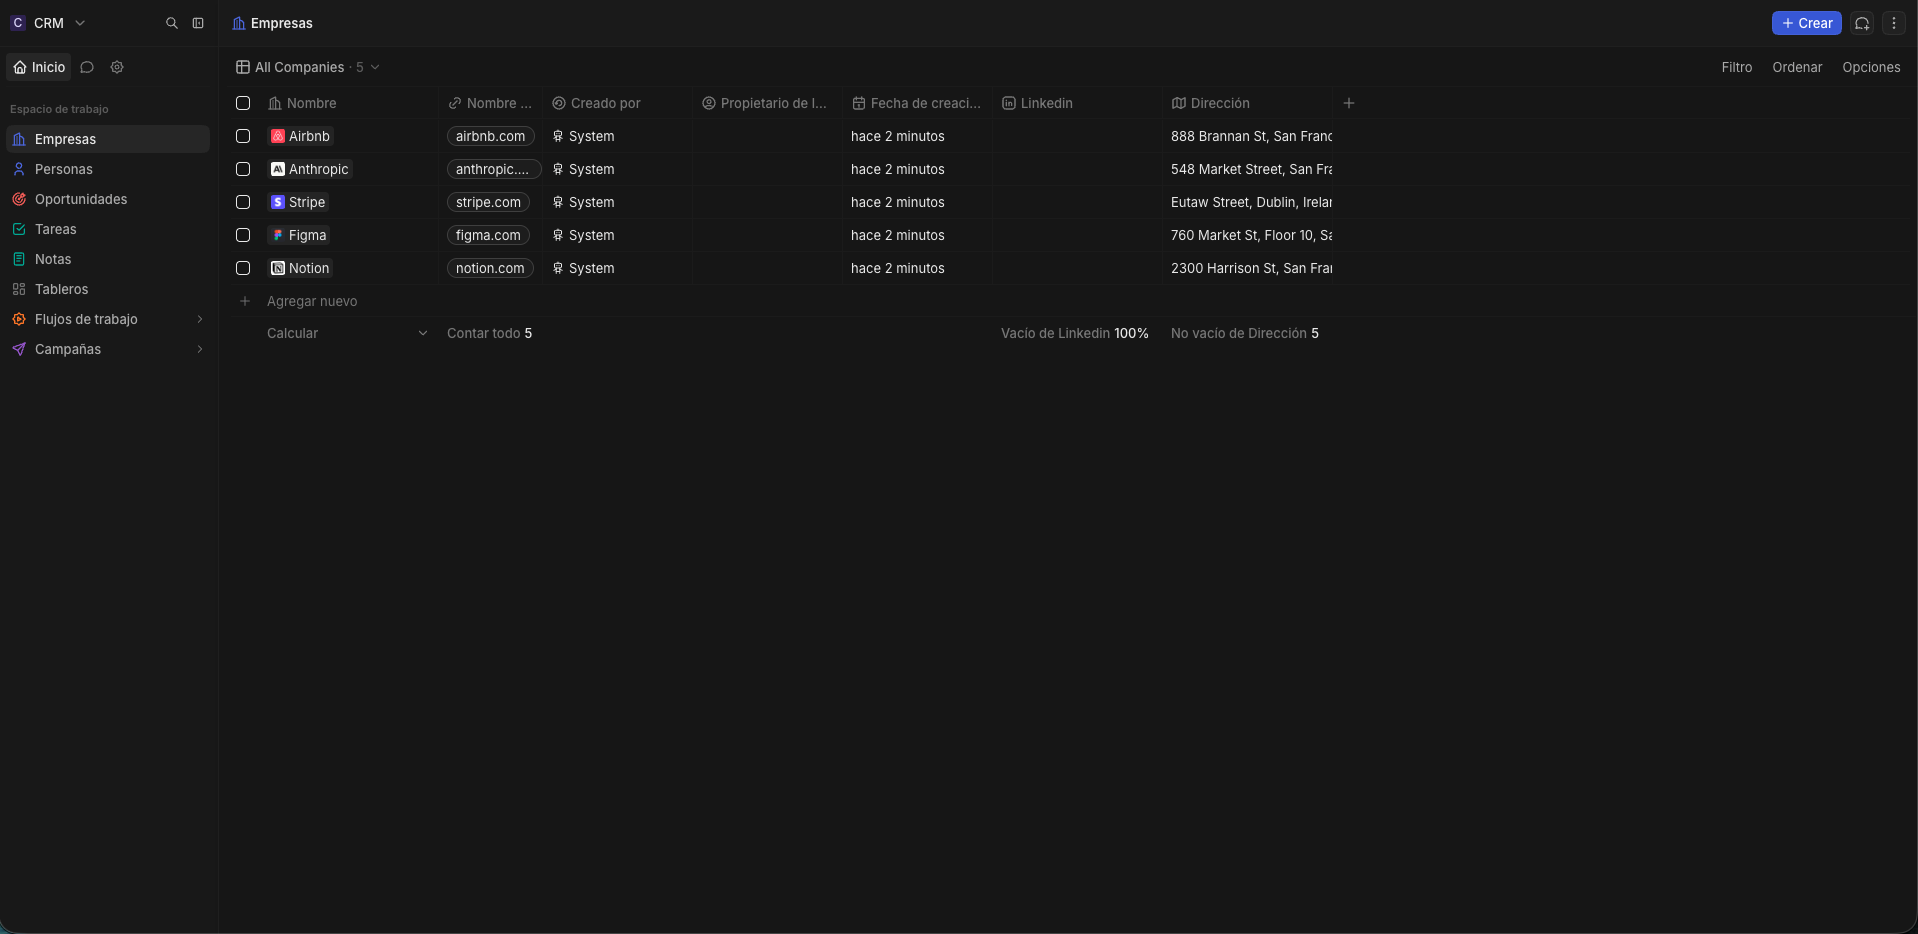 C CRM
Empresas
+ Crear
Inicio
All Companies · 5
Filtro Ordenar Opciones
Espacio de trabajo
Nombre Nombre ... Creado por Propietario de l... Fecha de creaci... Linkedin Dirección
Empresas
Airbnb airbnb.com System hace 2 minutos 888 Brannan St, San Franc
Personas
Anthropic anthropic.... System hace 2 minutos 548 Market Street, San Fra
Oportunidades
Stripe stripe.com System hace 2 minutos Eutaw Street, Dublin, Irelan
Tareas
Figma figma.com System hace 2 minutos 760 Market St, Floor 10, Sa
Notas
Notion notion.com System hace 2 minutos 2300 Harrison St, San Fran
Tableros
Agregar nuevo
Flujos de trabajo
Calcular Contar todo 5 Vacío de Linkedin 100% No vacío de Dirección 5
Campañas